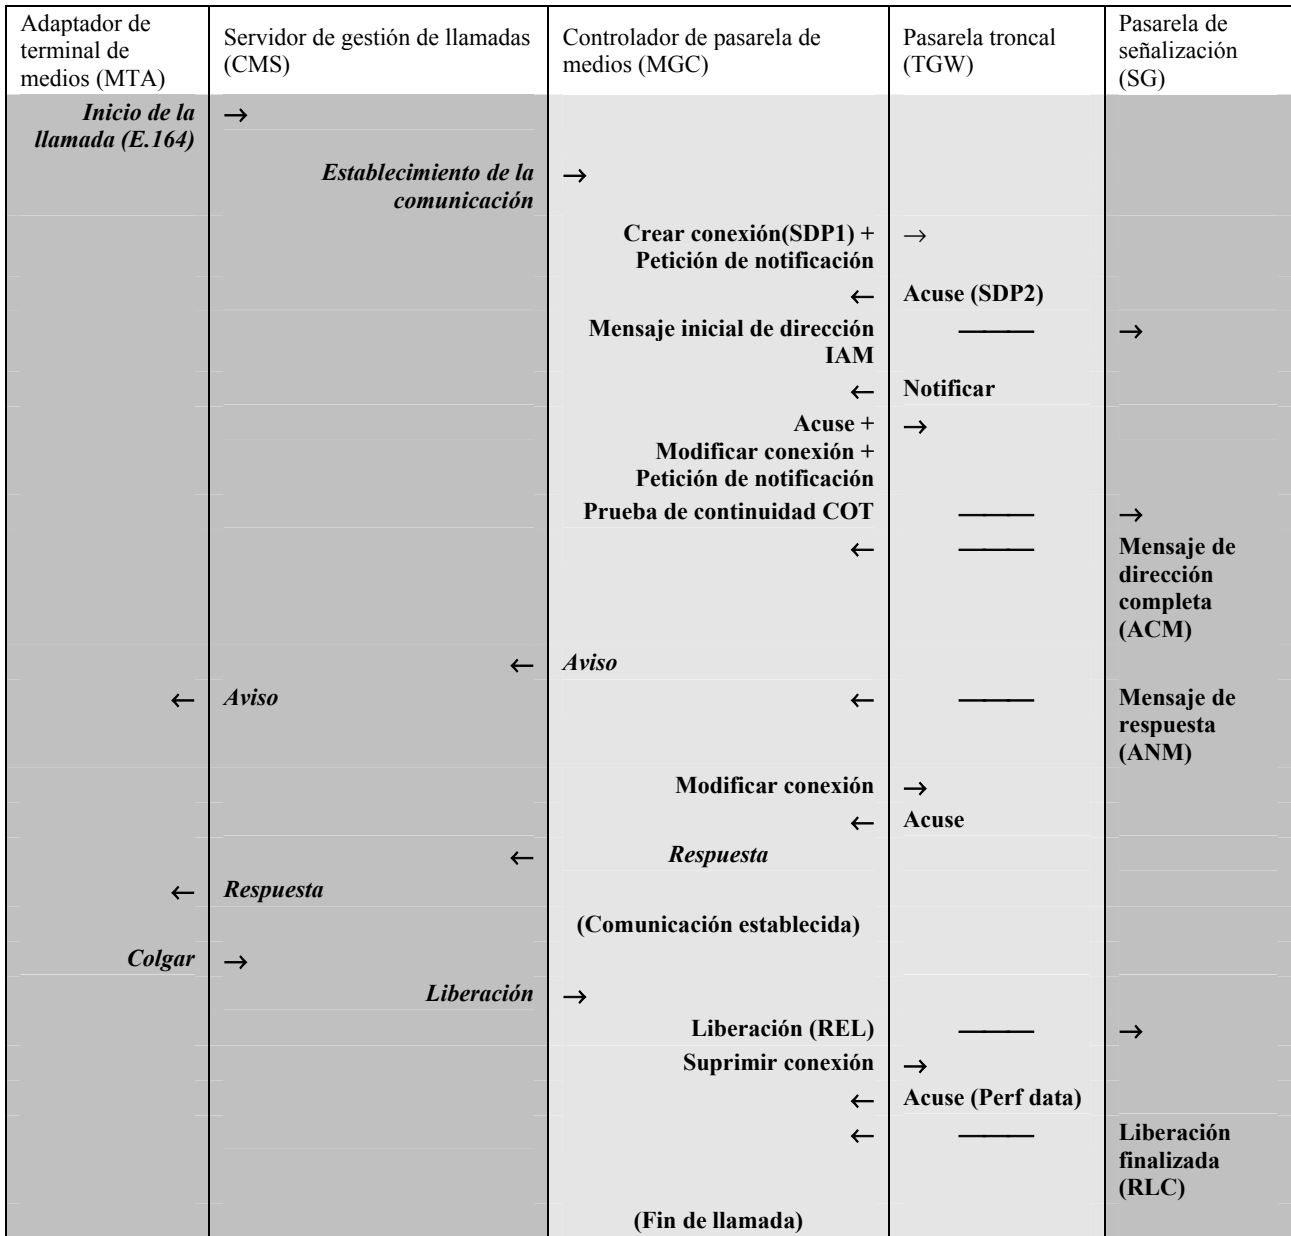 Adaptador de
terminal de
medios (MTA)
Servidor de gestión de llamadas
(CMS)
Controlador de pasarela de
medios (MGC)
Pasarela troncal
(TGW)
Pasarela de
señalización
(SG)
Inicio de la
llamada (E.164)
→
Establecimiento de la
comunicación
→
Crear conexión(SDP1) +
Petición de notificación
→
← Acuse (SDP2)
Mensaje inicial de dirección
IAM
——— →
← Notificar
Acuse +
Modificar conexión +
Petición de notificación
→
Prueba de continuidad COT ——— →
← ——— Mensaje de
dirección
completa
(ACM)
← Aviso
← Aviso
← ——— Mensaje de
respuesta
(ANM)
Modificar conexión →
← Acuse
← Respuesta
← Respuesta
(Comunicación establecida)
Colgar →
Liberación →
Liberación (REL) ——— →
Suprimir conexión →
← Acuse (Perf data)
← ——— Liberación
finalizada
(RLC)
(Fin de llamada)